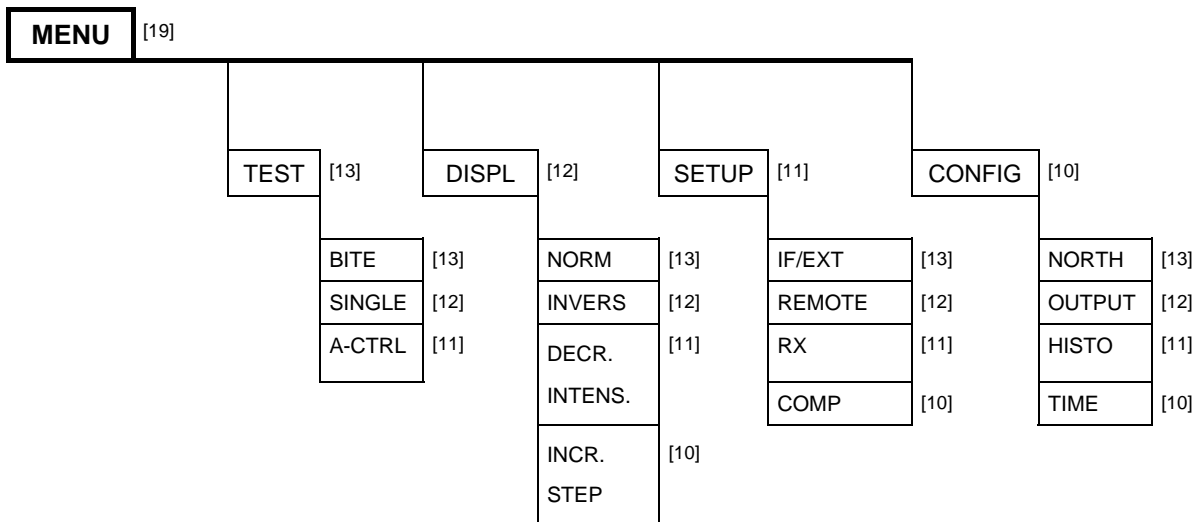 MENU [19]
TEST [13] DISPL [12] SETUP [11] CONFIG [10]
BITE [13] NORM [13] IF/EXT [13] NORTH [13]
SINGLE [12] INVERS [12] REMOTE [12] OUTPUT [12]
A-CTRL [11] DECR. [11] RX [11] HISTO [11]
INTENS. COMP [10] TIME [10]
INCR. [10]
STEP